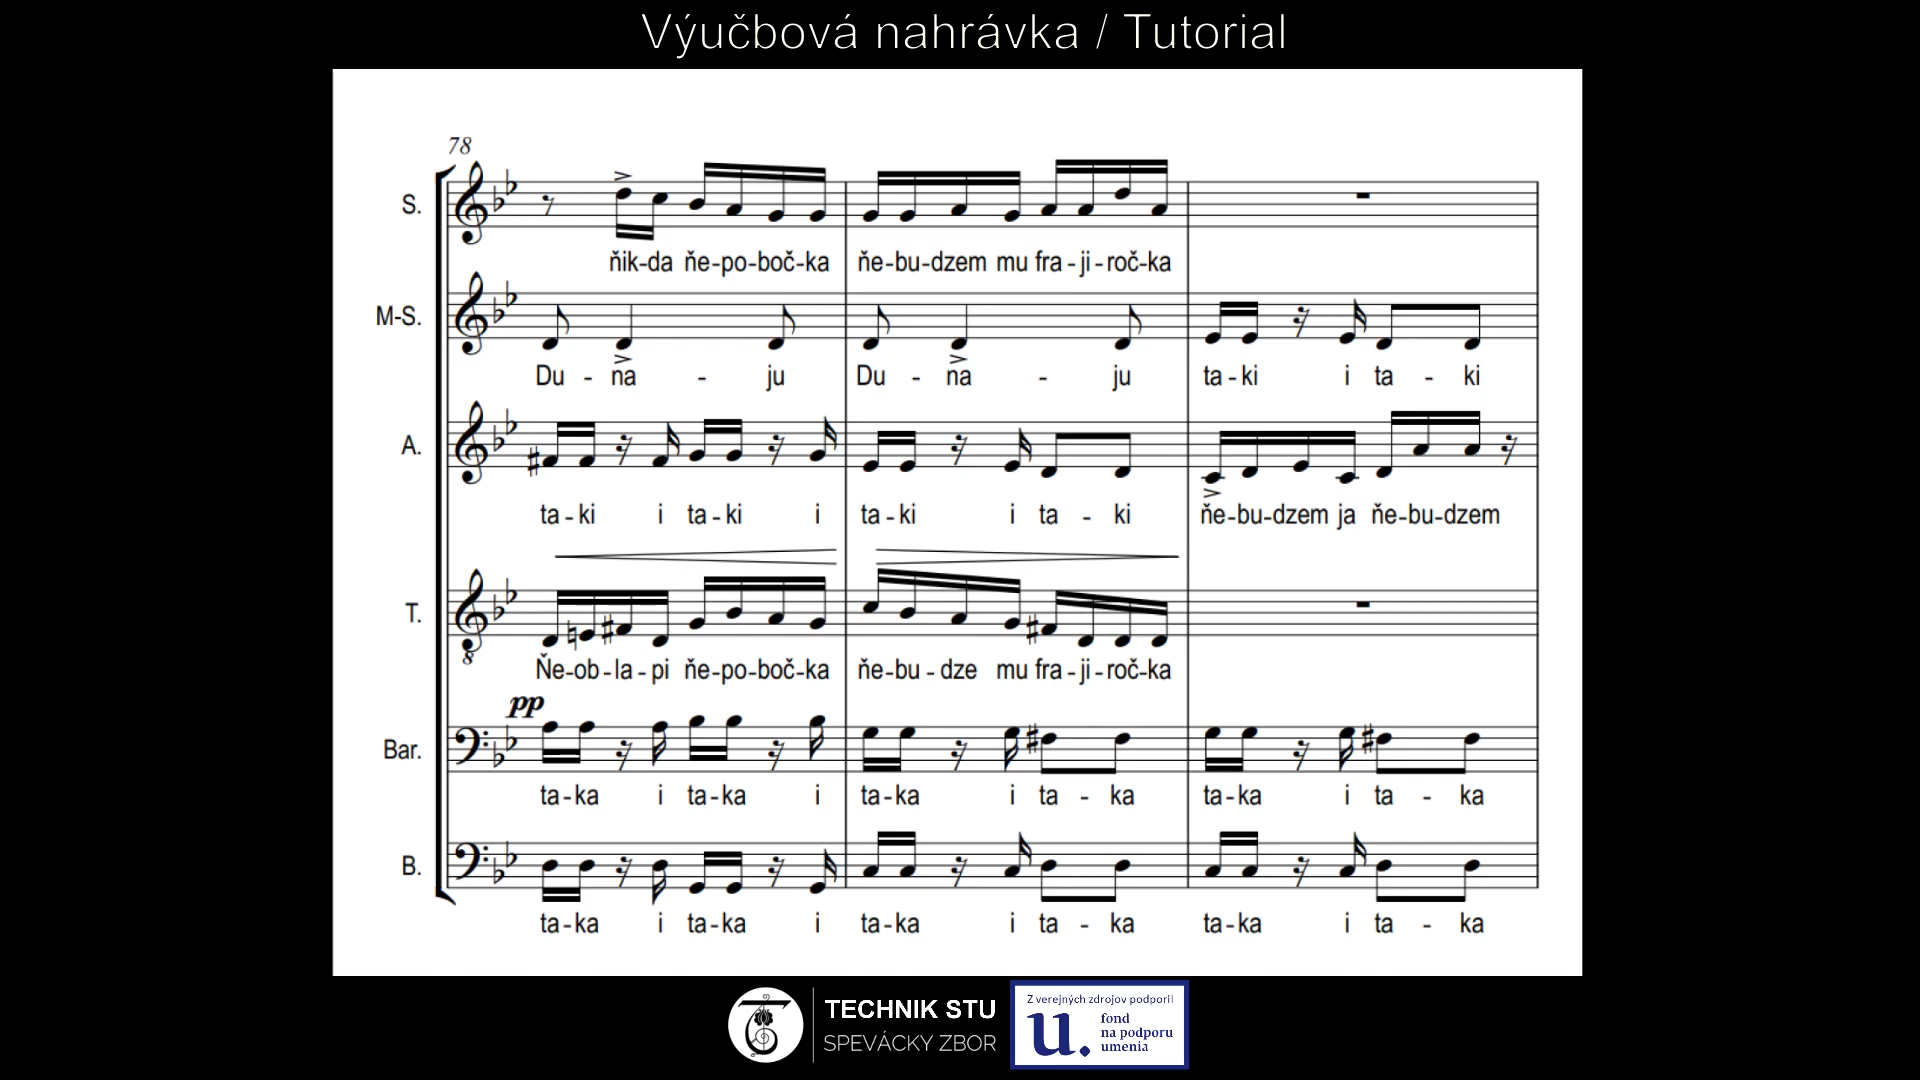 Výučbová nahrávka / Tutorial
78
S.
ňik-da ňe-po-boč-ka ňe-bu-dzem mu fra-ji-roč-ka
M-S.
Du - na - ju Du - na - ju ta-ki i ta - ki
A.
ta-ki i ta-ki i ta-ki i ta - ki ňe-bu-dzem ja ňe-bu-dzem
T.
8
Ňe-ob-la-pi ňe-po-boč-ka ňe-bu-dze mu fra-ji-roč-ka
pp
Bar.
ta-ka i ta-ka i ta-ka i ta - ka ta-ka i ta - ka
B.
ta-ka i ta-ka i ta-ka i ta - ka ta-ka i ta - ka
TECHNIK STU
SPEVÁCKY ZBOR
Z verejných zdrojov podporil
u.
fond
na podporu
umenia